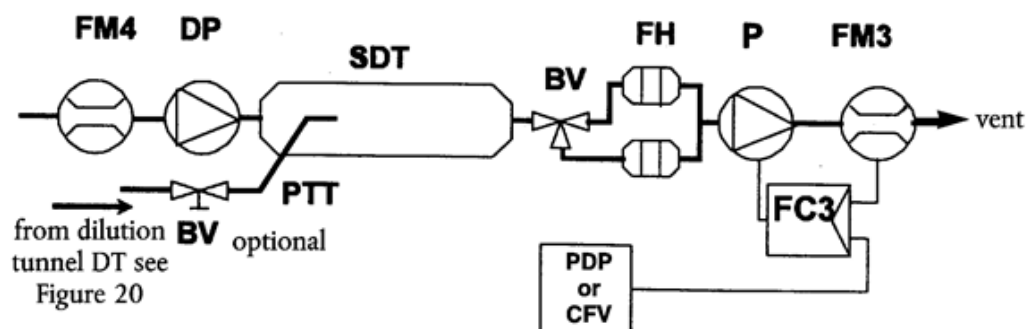 FM4 DP SDT BV FH P FM3
vent
PTT
FC3
from dilution BV optional
tunnel DT see
Figure 20
PDP
or
CFV